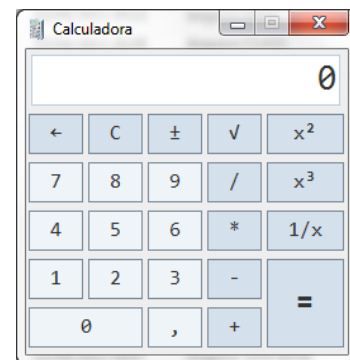 Calculadora
0
← C ± √ x²
7 8 9 / x³
4 5 6 * 1/x
1 2 3 - =
0 , +